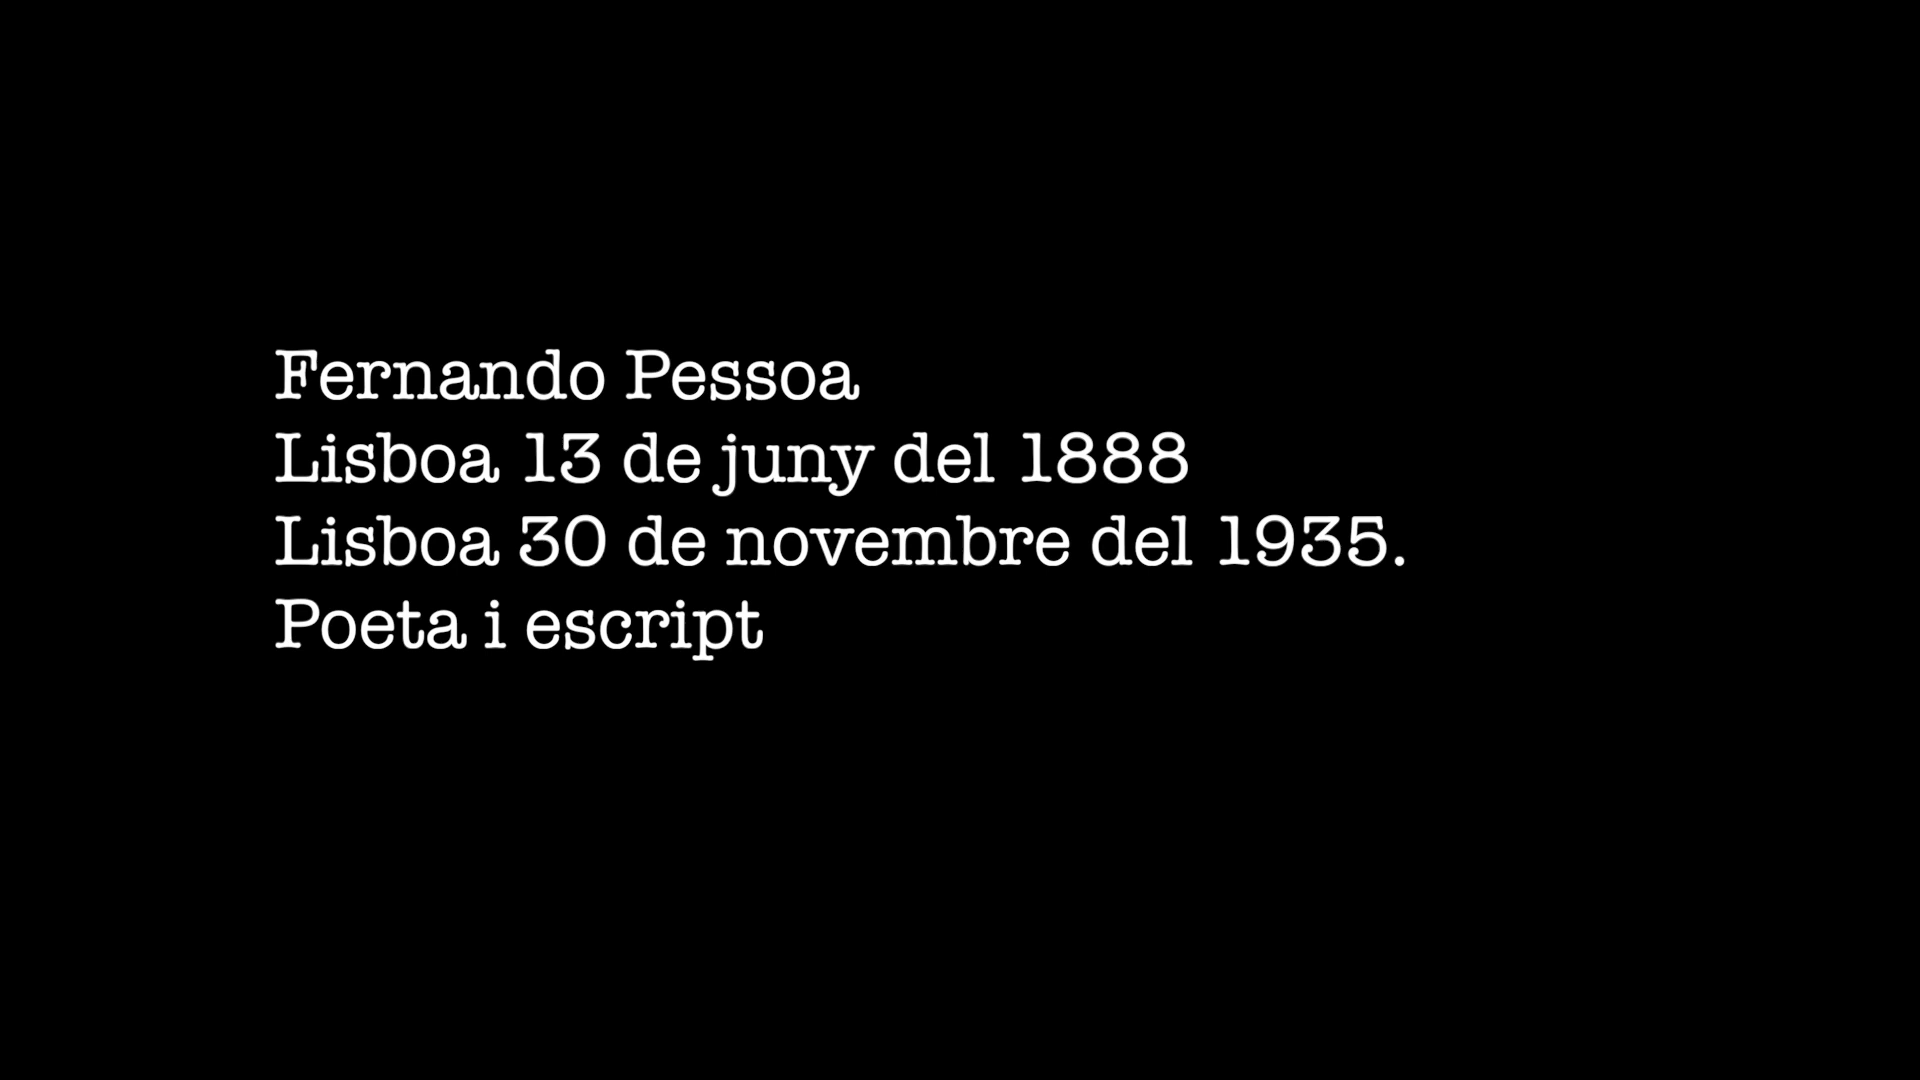 Fernando Pessoa
Lisboa 13 de juny del 1888
Lisboa 30 de novembre del 1935.
Poeta i escript